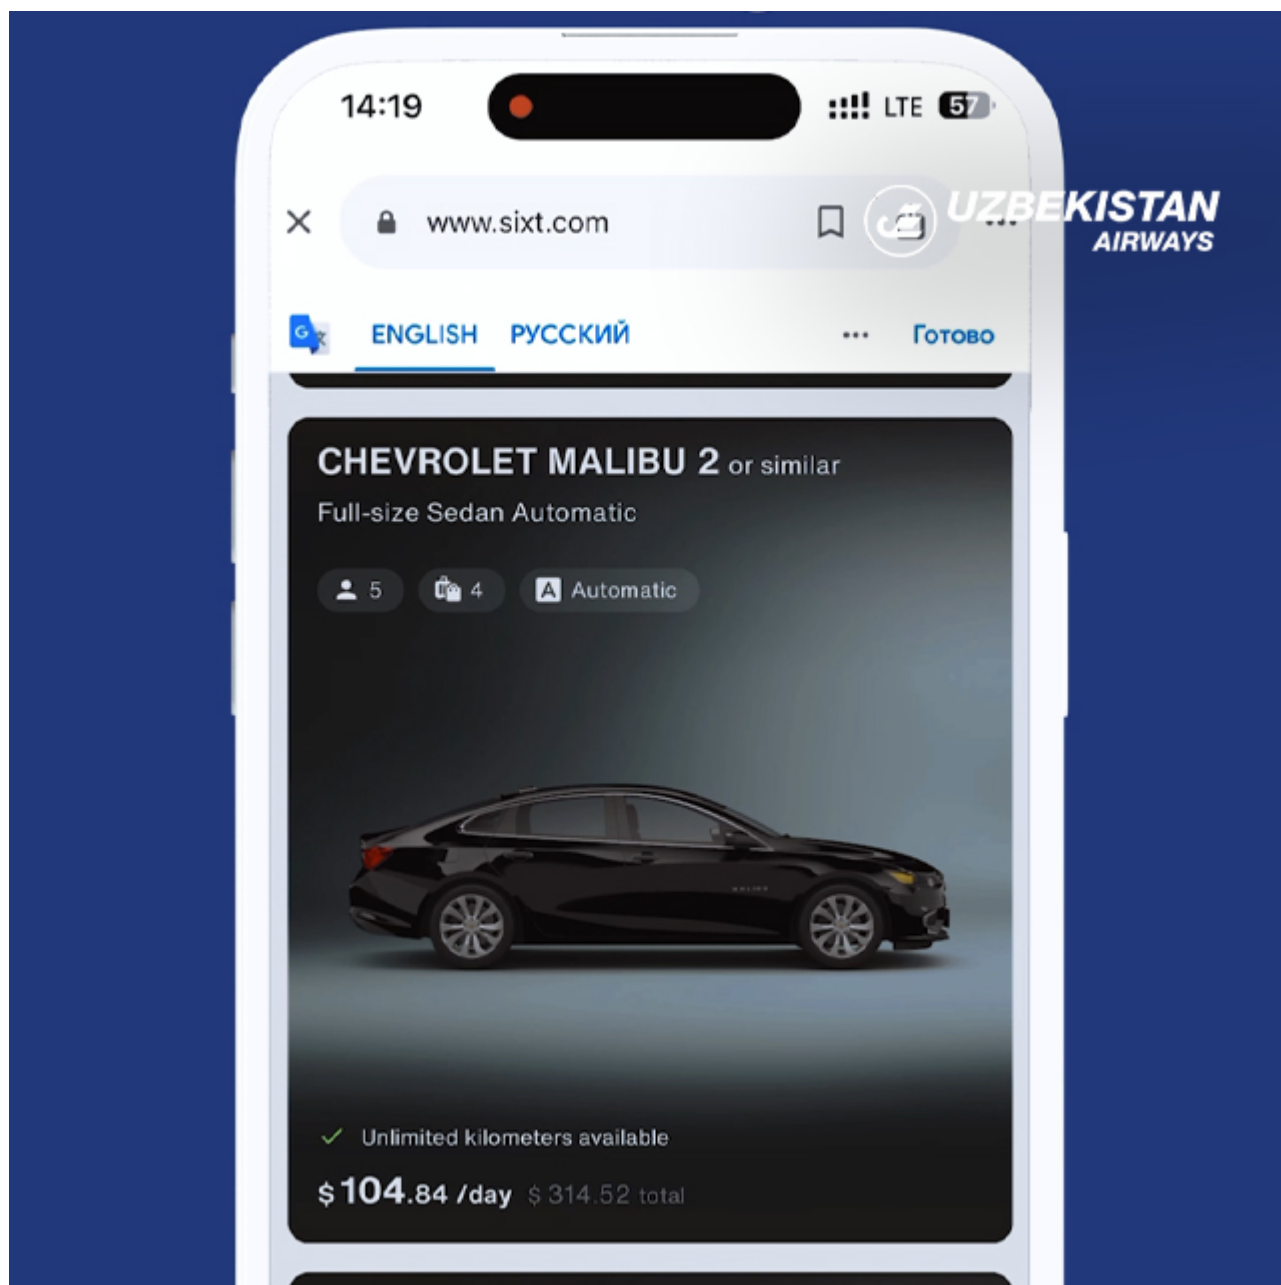 14:19
LTE
57
www.sixt.com
UZBEKISTAN
AIRWAYS
ENGLISH
РУССКИЙ
Готово
CHEVROLET MALIBU 2 or similar
Full-size Sedan Automatic
5
4
A Automatic
MALIBU
✓ Unlimited kilometers available
$104.84 /day $ 314.52 total